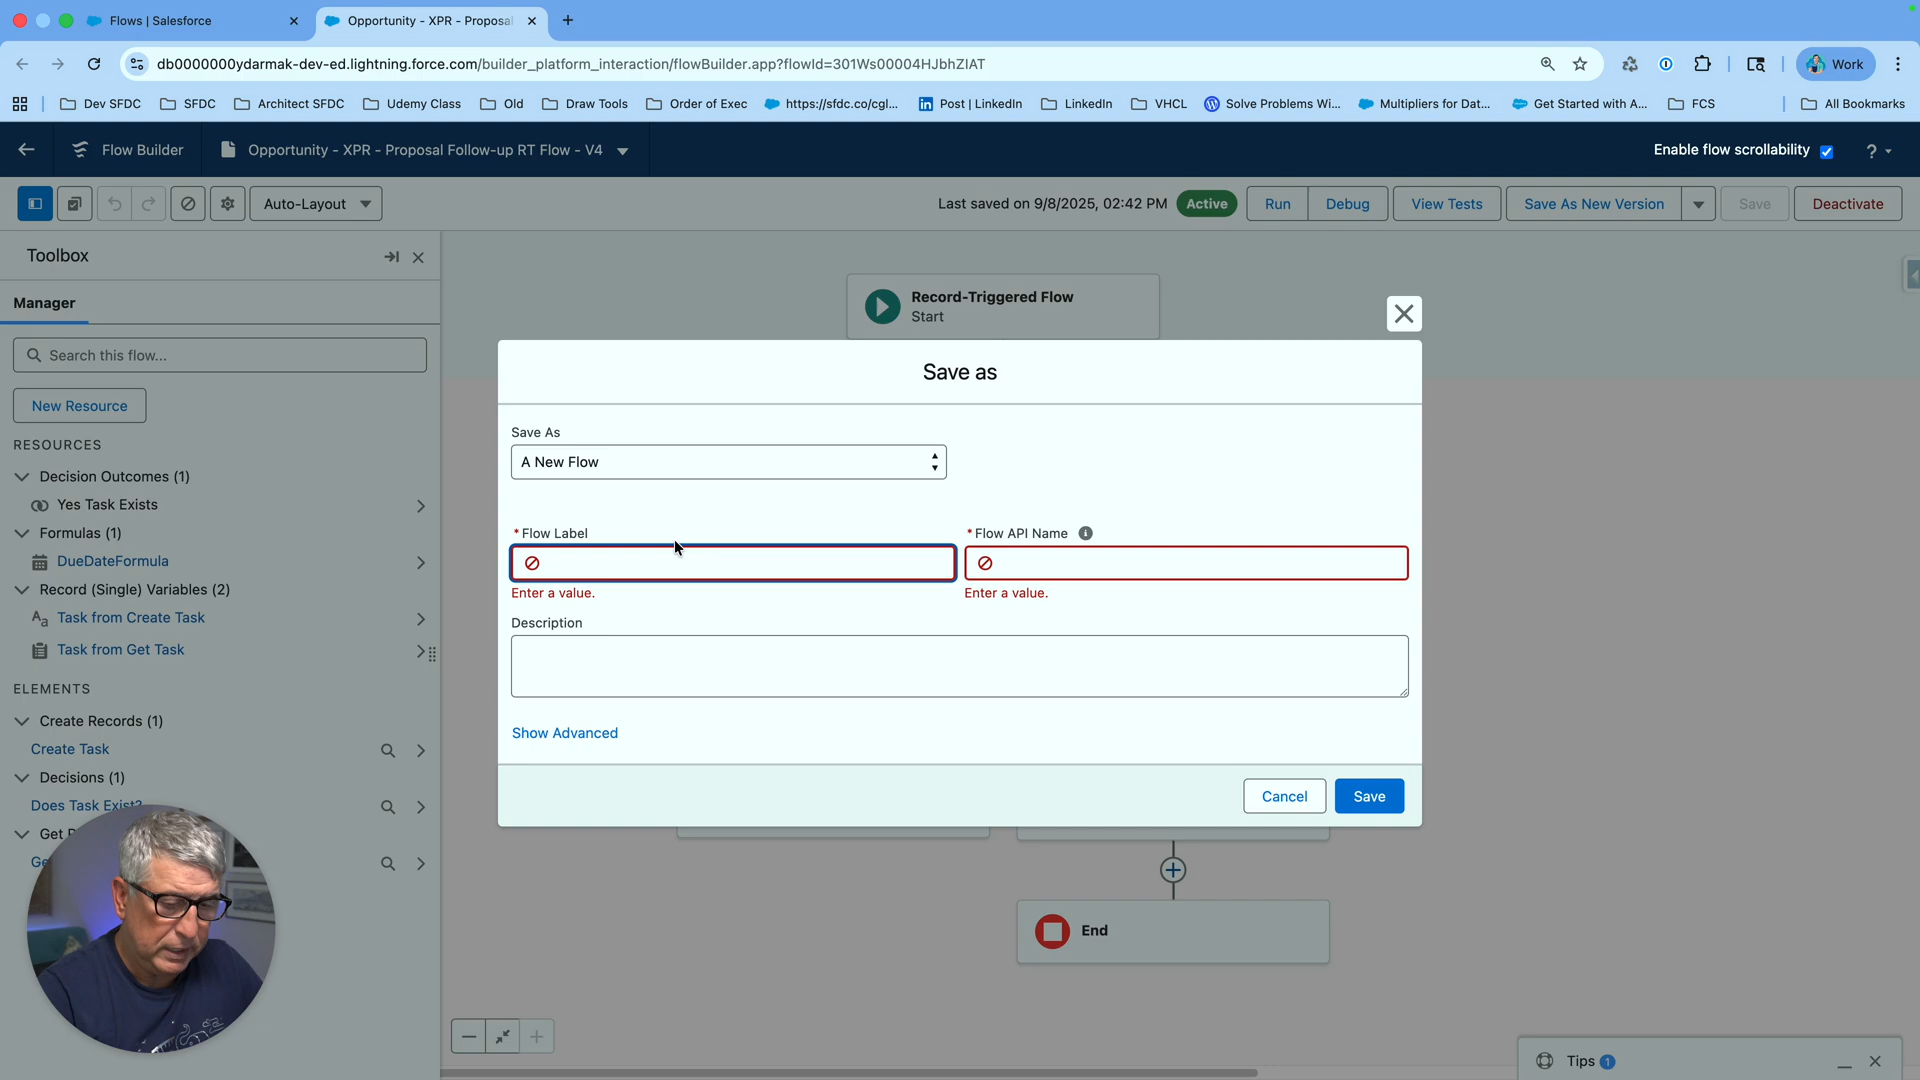 Flows | Salesforce
Opportunity - XPR - Proposal
db0000000ydarmak-dev-ed.lightning.force.com/builder_platform_interaction/flowBuilder.app?flowId=301Ws00004HJbhZIAT
Work
Dev SFDC
SFDC
Architect SFDC
Udemy Class
Old
Draw Tools
Order of Exec
https://sfdc.co/cgl...
Post | LinkedIn
LinkedIn
VHCL
Solve Problems Wi...
Multipliers for Dat...
Get Started with A...
FCS
All Bookmarks
Flow Builder
Opportunity - XPR - Proposal Follow-up RT Flow - V4
Enable flow scrollability
?
Auto-Layout
Last saved on 9/8/2025, 02:42 PM
Active
Run
Debug
View Tests
Save As New Version
Save
Deactivate
Toolbox
Manager
Search this flow...
New Resource
RESOURCES
Decision Outcomes (1)
Yes Task Exists
Formulas (1)
DueDateFormula
Record (Single) Variables (2)
Task from Create Task
Task from Get Task
ELEMENTS
Create Records (1)
Create Task
Decisions (1)
Does Task Exist?
Get
Record-Triggered Flow
Start
Save as
Save As
A New Flow
* Flow Label
* Flow API Name
Enter a value.
Enter a value.
Description
Show Advanced
Cancel
Save
End
Tips 1